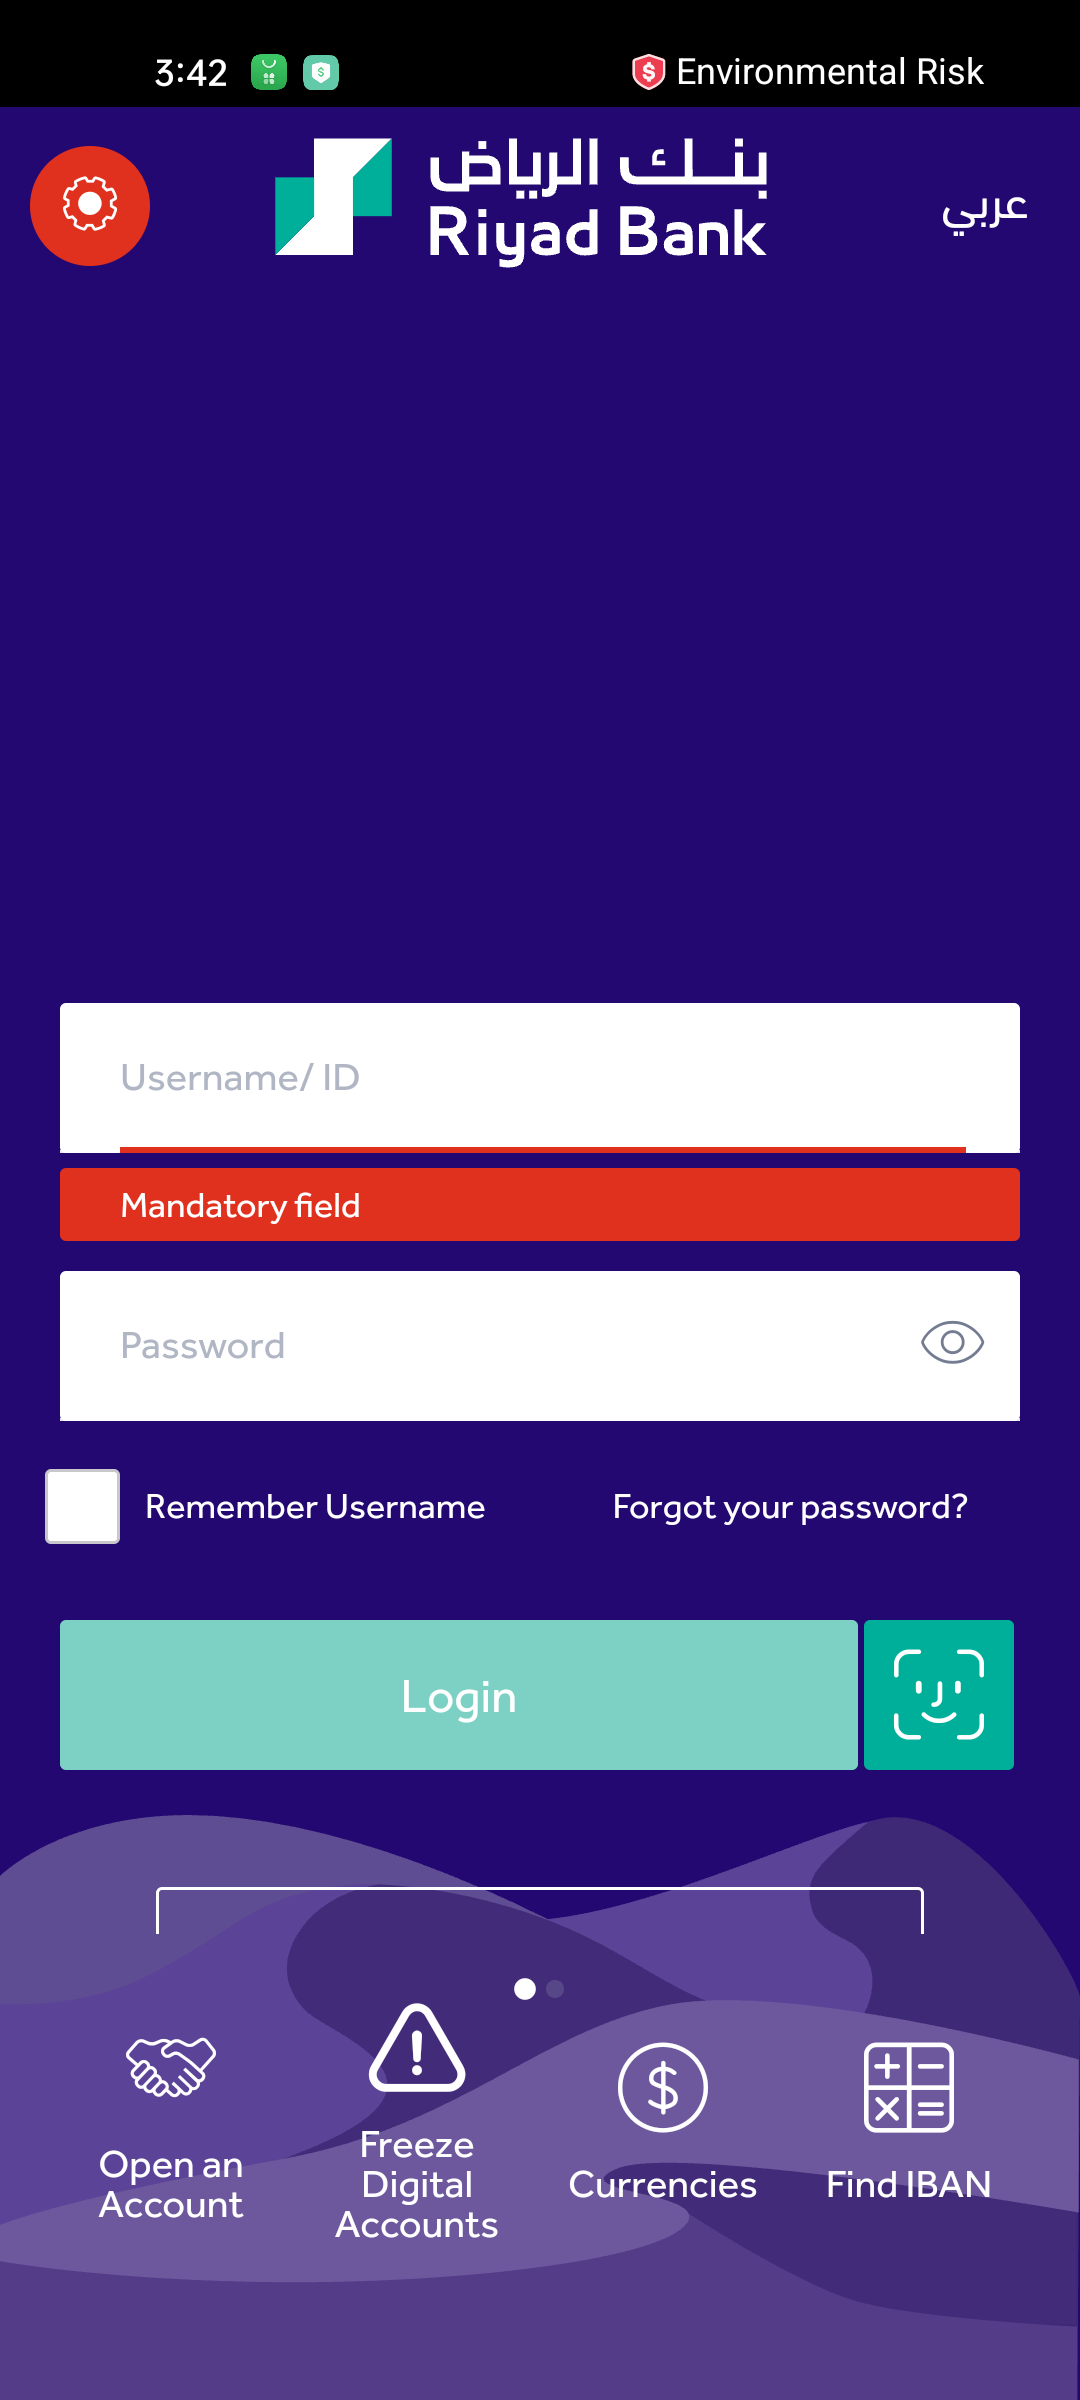 3:42
Environmental Risk
بنك الرياض
Riyad Bank
عربي
Username/ ID
Mandatory field
Password
Remember Username
Forgot your password?
Login
Open an
Account
Freeze
Digital
Accounts
Currencies
Find IBAN